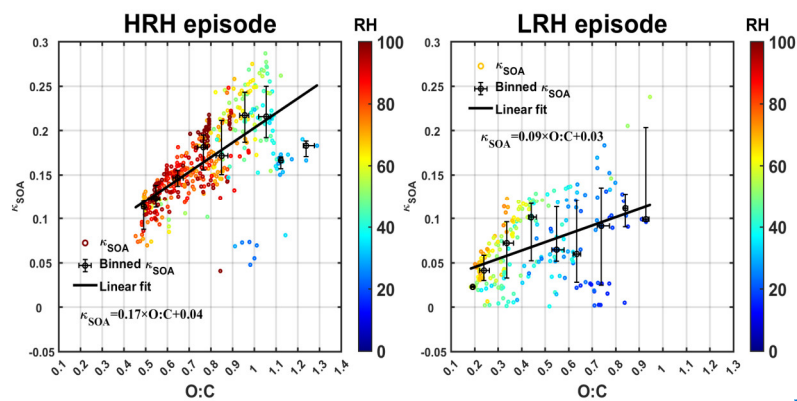 HRH episode
RH
LRH episode
RH
0.3
0.25
0.2
0.15
0.1
0.05
0
-0.05
κSOA
κSOA
Binned κSOA
Linear fit
κSOA=0.17×O:C+0.04
0.1 0.2 0.3 0.4 0.5 0.6 0.7 0.8 0.9 1 1.1 1.2 1.3 1.4
O:C
100
80
60
40
20
0
0.3
0.25
0.2
0.15
0.1
0.05
0
-0.05
κSOA
κSOA
Binned κSOA
Linear fit
κSOA=0.09×O:C+0.03
0.1 0.2 0.3 0.4 0.5 0.6 0.7 0.8 0.9 1 1.1 1.2 1.3 1.4
O:C
100
80
60
40
20
0